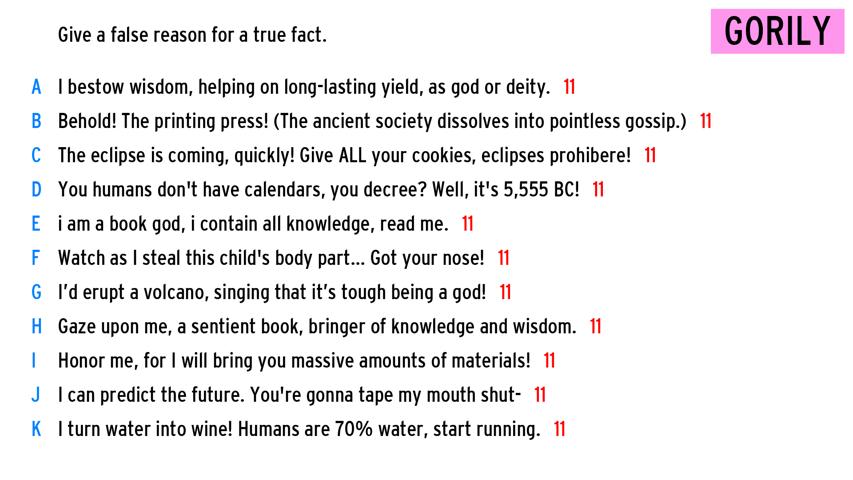 Give a false reason for a true fact.
GORILY
A I bestow wisdom, helping on long-lasting yield, as god or deity. 11
B Behold! The printing press! (The ancient society dissolves into pointless gossip.) 11
C The eclipse is coming, quickly! Give ALL your cookies, eclipses prohibere! 11
D You humans don't have calendars, you decree? Well, it's 5,555 BC! 11
E i am a book god, i contain all knowledge, read me. 11
F Watch as I steal this child's body part... Got your nose! 11
G I’d erupt a volcano, singing that it’s tough being a god! 11
H Gaze upon me, a sentient book, bringer of knowledge and wisdom. 11
I Honor me, for I will bring you massive amounts of materials! 11
J I can predict the future. You're gonna tape my mouth shut- 11
K I turn water into wine! Humans are 70% water, start running. 11